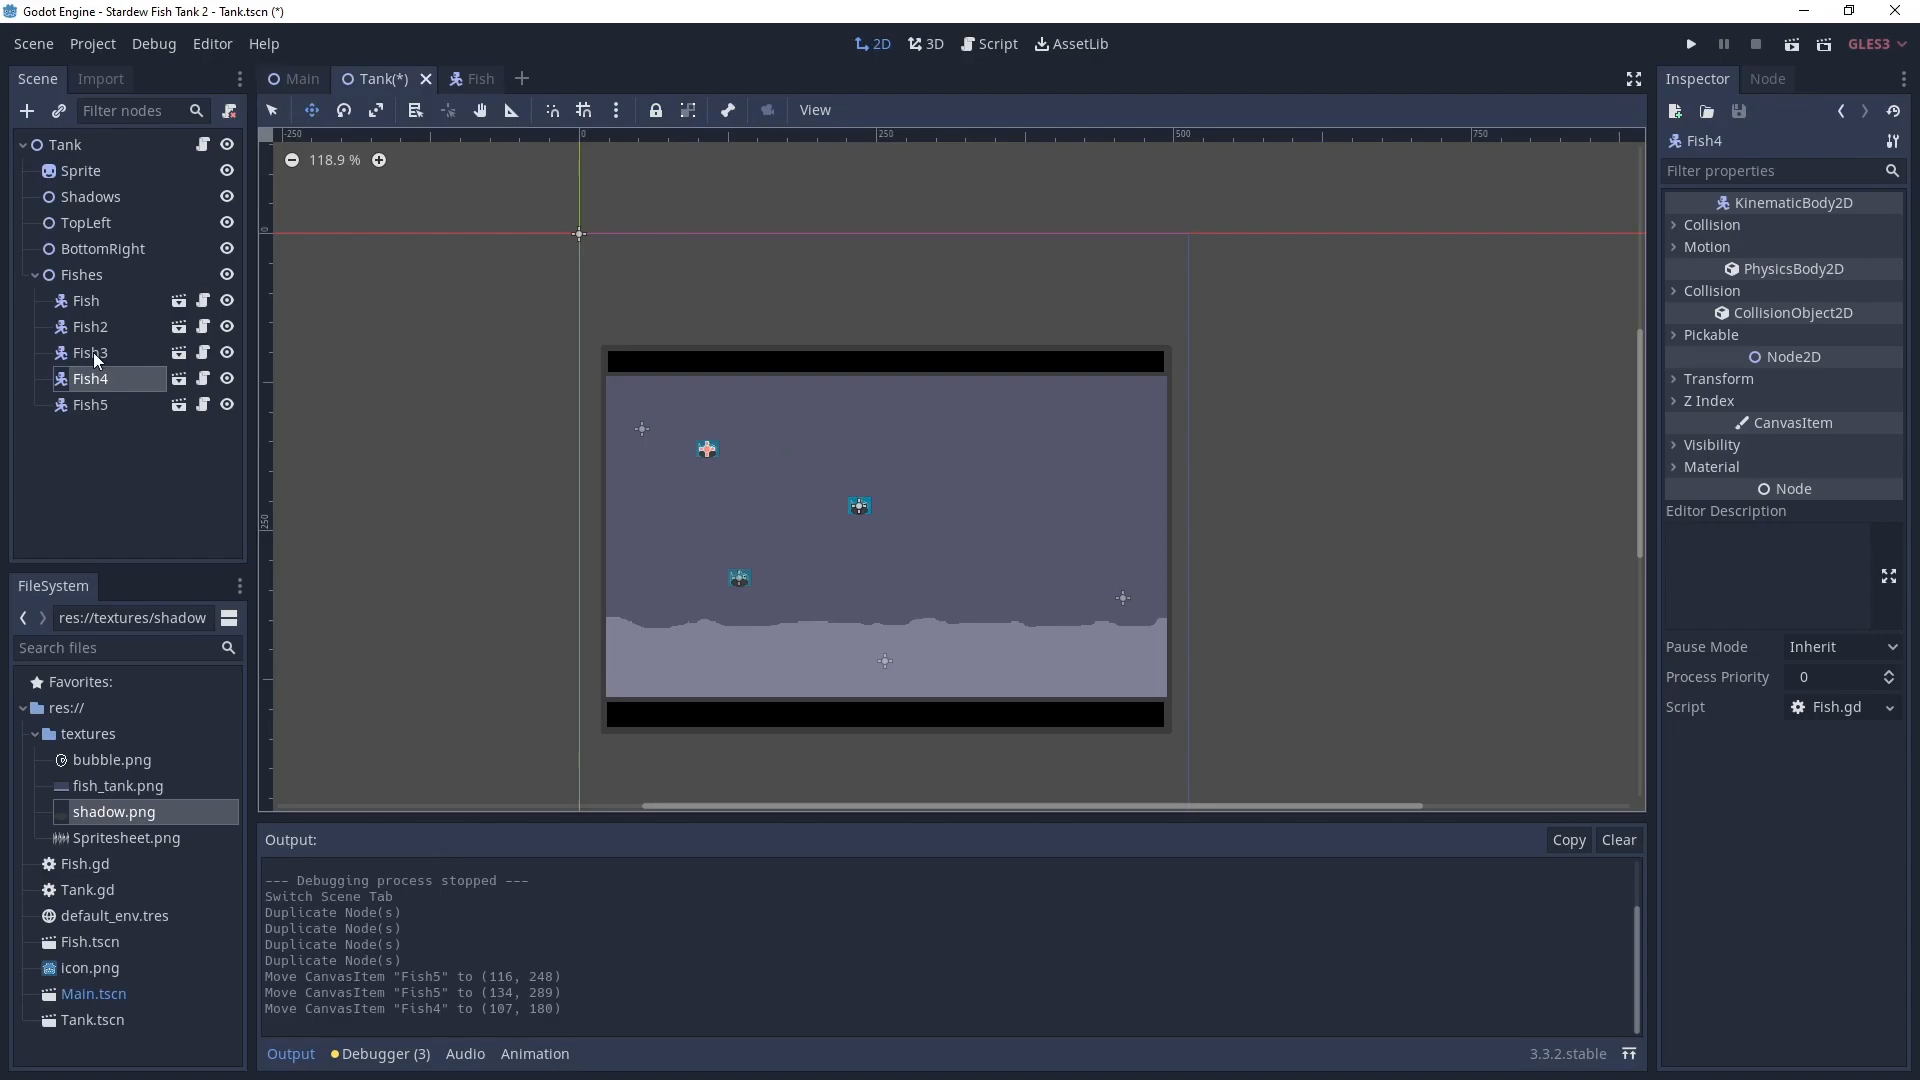 Godot Engine - Stardew Fish Tank 2 - Tank.tscn (*)
Scene Project Debug Editor Help
2D 3D Script AssetLib
GLES3
Scene Import
Main Tank(*) Fish
Inspector Node
Filter nodes
View
Fish4
Filter properties
Tank
Sprite
Shadows
TopLeft
BottomRight
Fishes
Fish
Fish2
Fish3
Fish4
Fish5
-250 0 250 500 750
0
250
118.9 %
KinematicBody2D
Collision
Motion
PhysicsBody2D
Collision
CollisionObject2D
Pickable
Node2D
Transform
Z Index
CanvasItem
Visibility
Material
Node
Editor Description
Pause Mode Inherit
Process Priority 0
Script Fish.gd
FileSystem
res://textures/shadow
Search files
Favorites:
res://
textures
bubble.png
fish_tank.png
shadow.png
Spritesheet.png
Fish.gd
Tank.gd
default_env.tres
Fish.tscn
icon.png
Main.tscn
Tank.tscn
Output:
Copy Clear
--- Debugging process stopped ---
Switch Scene Tab
Duplicate Node(s)
Duplicate Node(s)
Duplicate Node(s)
Duplicate Node(s)
Move CanvasItem "Fish5" to (116, 248)
Move CanvasItem "Fish5" to (134, 289)
Move CanvasItem "Fish4" to (107, 180)
Output Debugger (3) Audio Animation
3.3.2.stable